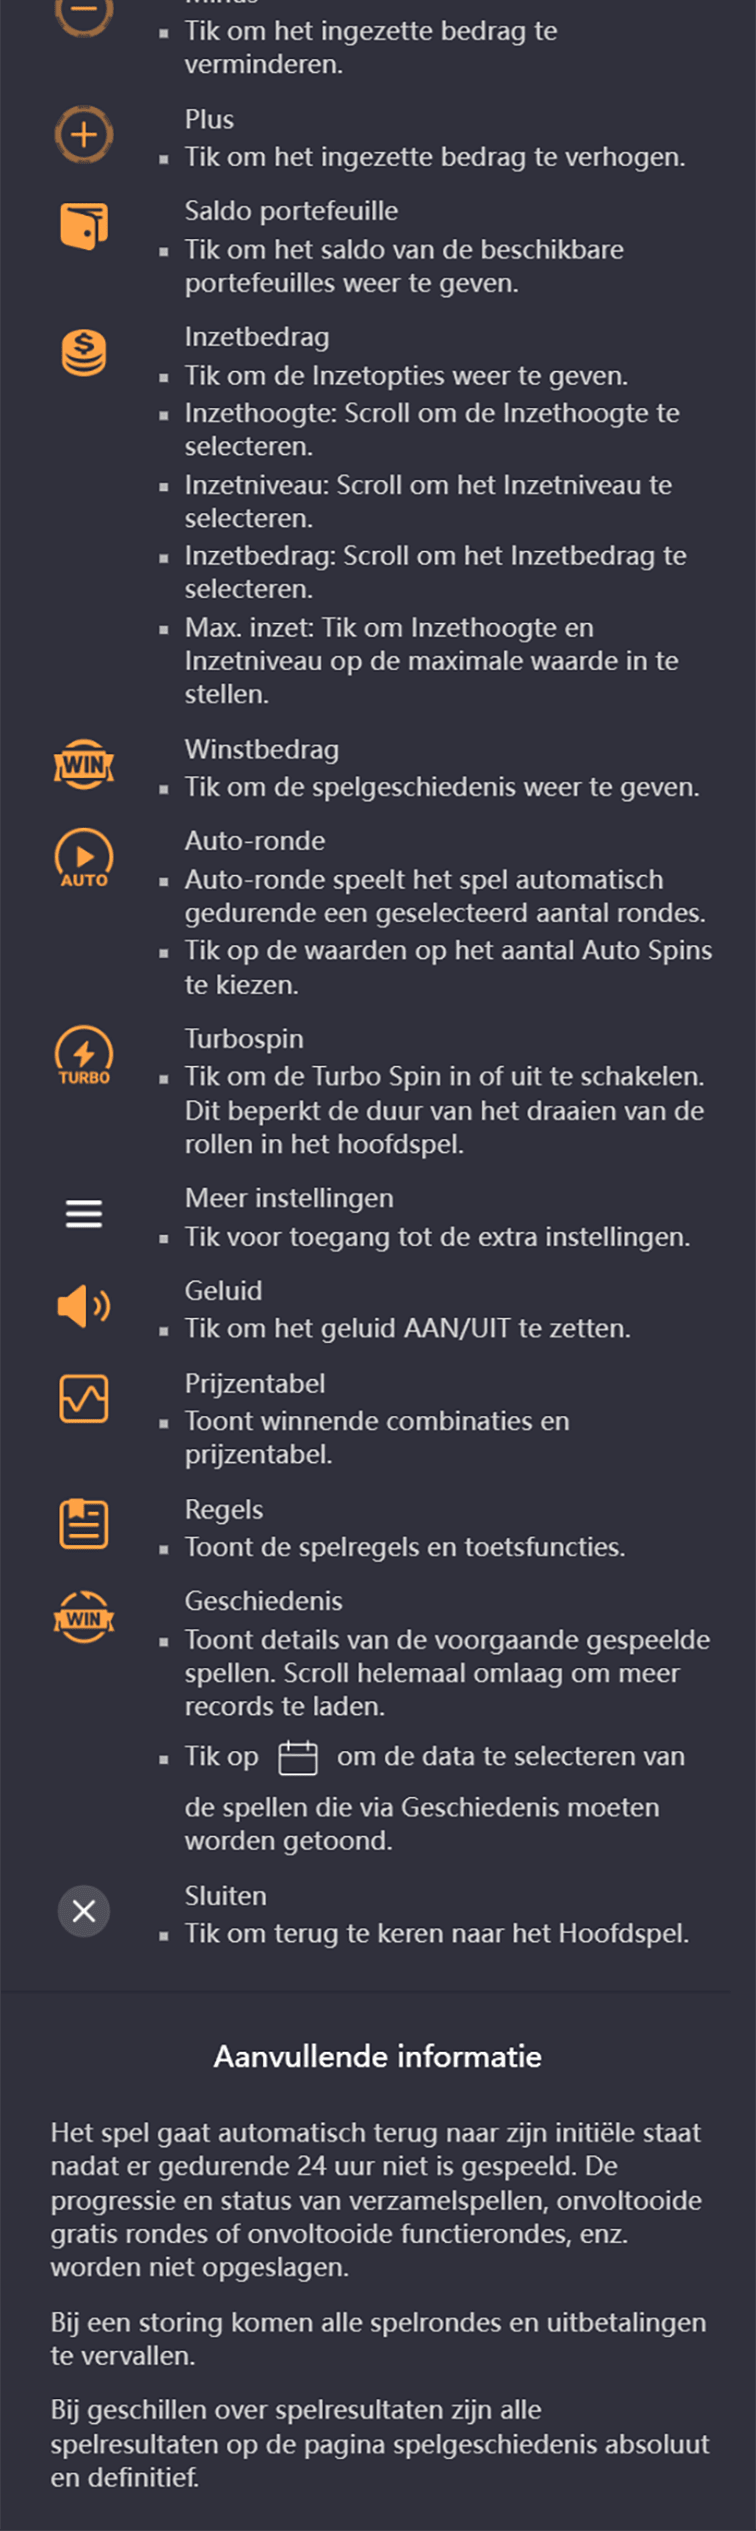 Tik om het ingezette bedrag te
verminderen.
Plus
Tik om het ingezette bedrag te verhogen.
Saldo portefeuille
Tik om het saldo van de beschikbare
portefeuilles weer te geven.
Inzetbedrag
Tik om de Inzetopties weer te geven.
Inzethoogte: Scroll om de Inzethoogte te
selecteren.
Inzetniveau: Scroll om het Inzetniveau te
selecteren.
Inzetbedrag: Scroll om het Inzetbedrag te
selecteren.
Max. inzet: Tik om Inzethoogte en
Inzetniveau op de maximale waarde in te
stellen.
WIN
Winstbedrag
Tik om de spelgeschiedenis weer te geven.
AUTO
Auto-ronde
Auto-ronde speelt het spel automatisch
gedurende een geselecteerd aantal rondes.
Tik op de waarden op het aantal Auto Spins
te kiezen.
TURBO
Turbospin
Tik om de Turbo Spin in of uit te schakelen.
Dit beperkt de duur van het draaien van de
rollen in het hoofdspel.
Meer instellingen
Tik voor toegang tot de extra instellingen.
Geluid
Tik om het geluid AAN/UIT te zetten.
Prijzentabel
Toont winnende combinaties en
prijzentabel.
Regels
Toont de spelregels en toetsfuncties.
WIN
Geschiedenis
Toont details van de voorgaande gespeelde
spellen. Scroll helemaal omlaag om meer
records te laden.
Tik op om de data te selecteren van
de spellen die via Geschiedenis moeten
worden getoond.
Sluiten
Tik om terug te keren naar het Hoofdspel.
Aanvullende informatie
Het spel gaat automatisch terug naar zijn initiële staat
nadat er gedurende 24 uur niet is gespeeld. De
progressie en status van verzamelspellen, onvoltooide
gratis rondes of onvoltooide functierondes, enz.
worden niet opgeslagen.
Bij een storing komen alle spelrondes en uitbetalingen
te vervallen.
Bij geschillen over spelresultaten zijn alle
spelresultaten op de pagina spelgeschiedenis absoluut
en definitief.